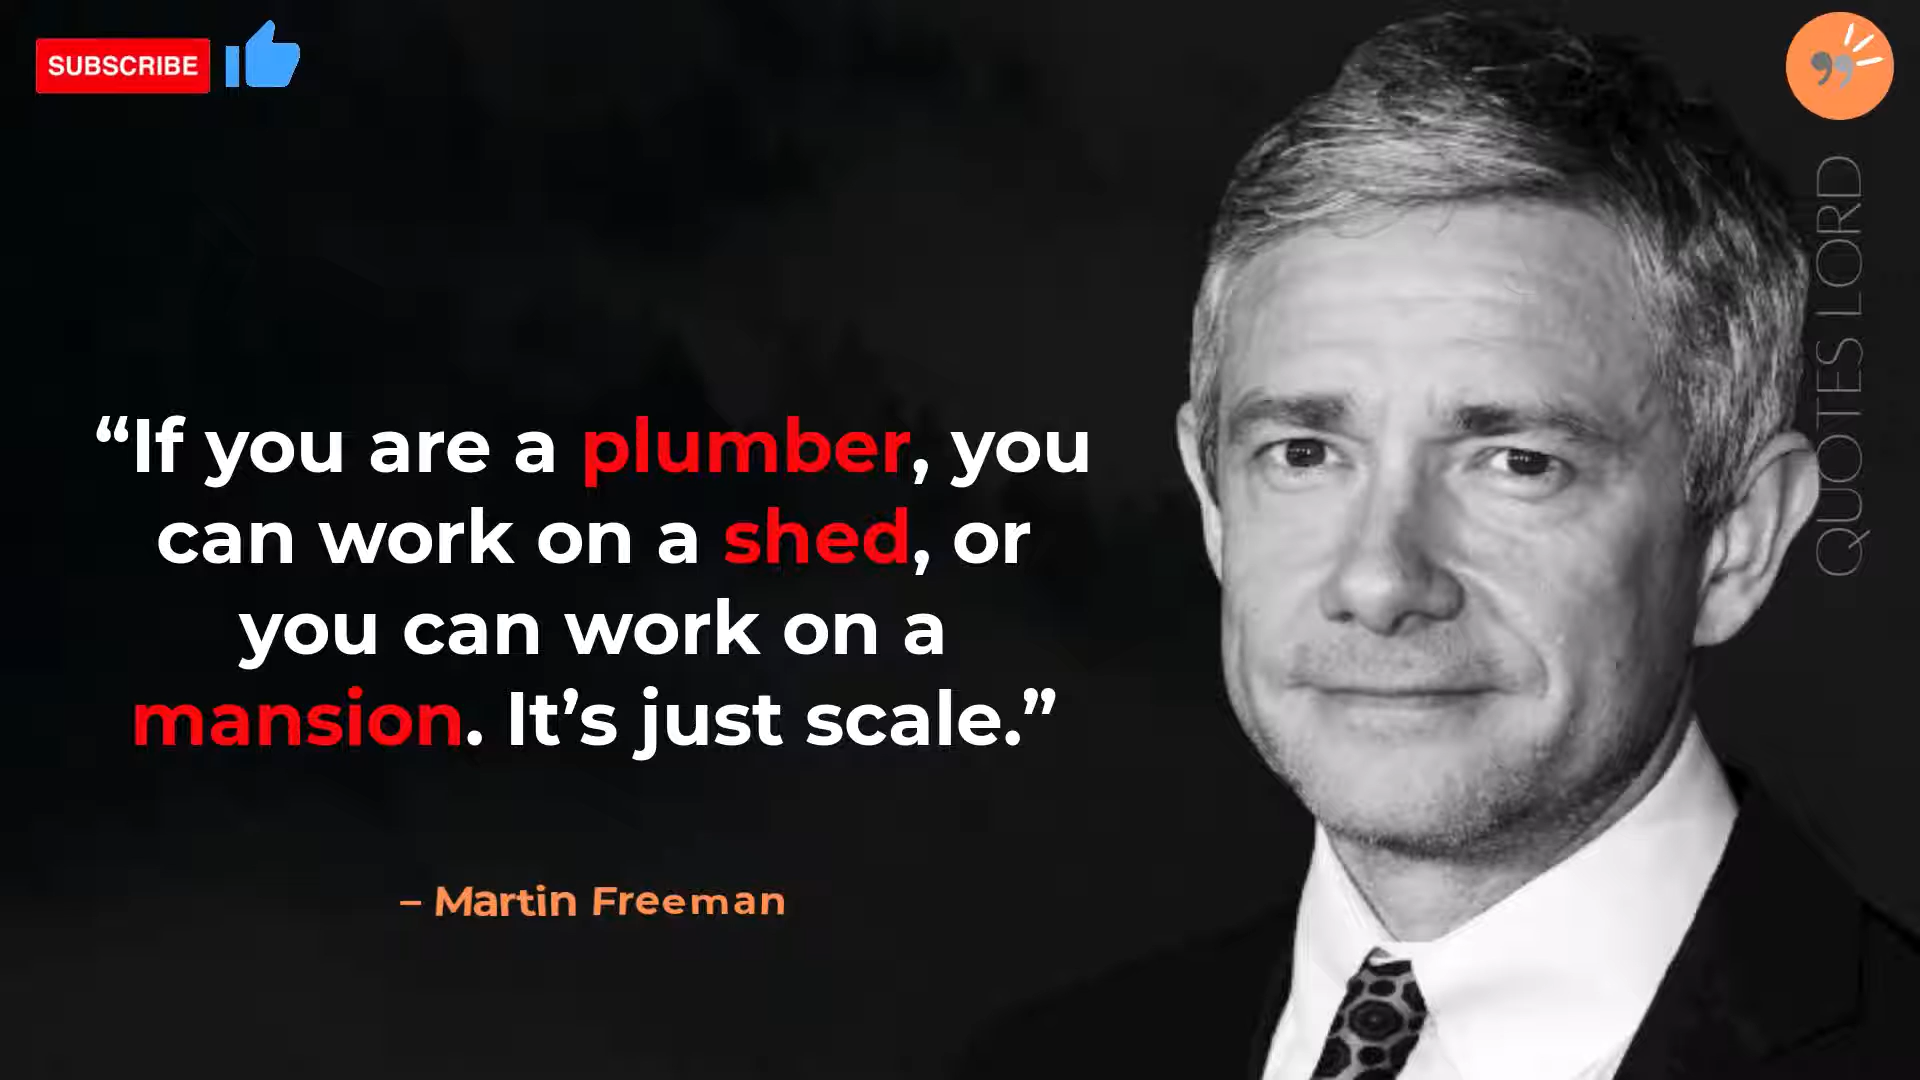 SUBSCRIBE
“If you are a plumber, you
can work on a shed, or
you can work on a
mansion. It’s just scale.”
– Martin Freeman
QUOTES LORD